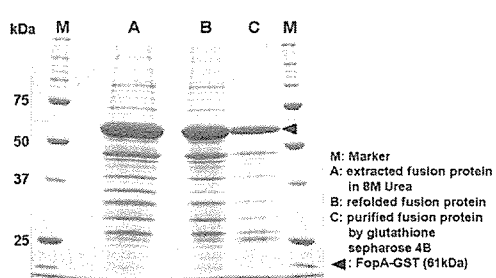 kDa M A B C M
75
50
37
25
M: Marker
A: extracted fusion protein
in 8M Urea
B: refolded fusion protein
C: purified fusion protein
by glutathione
sepharose 4B
: FopA-GST (61kDa)